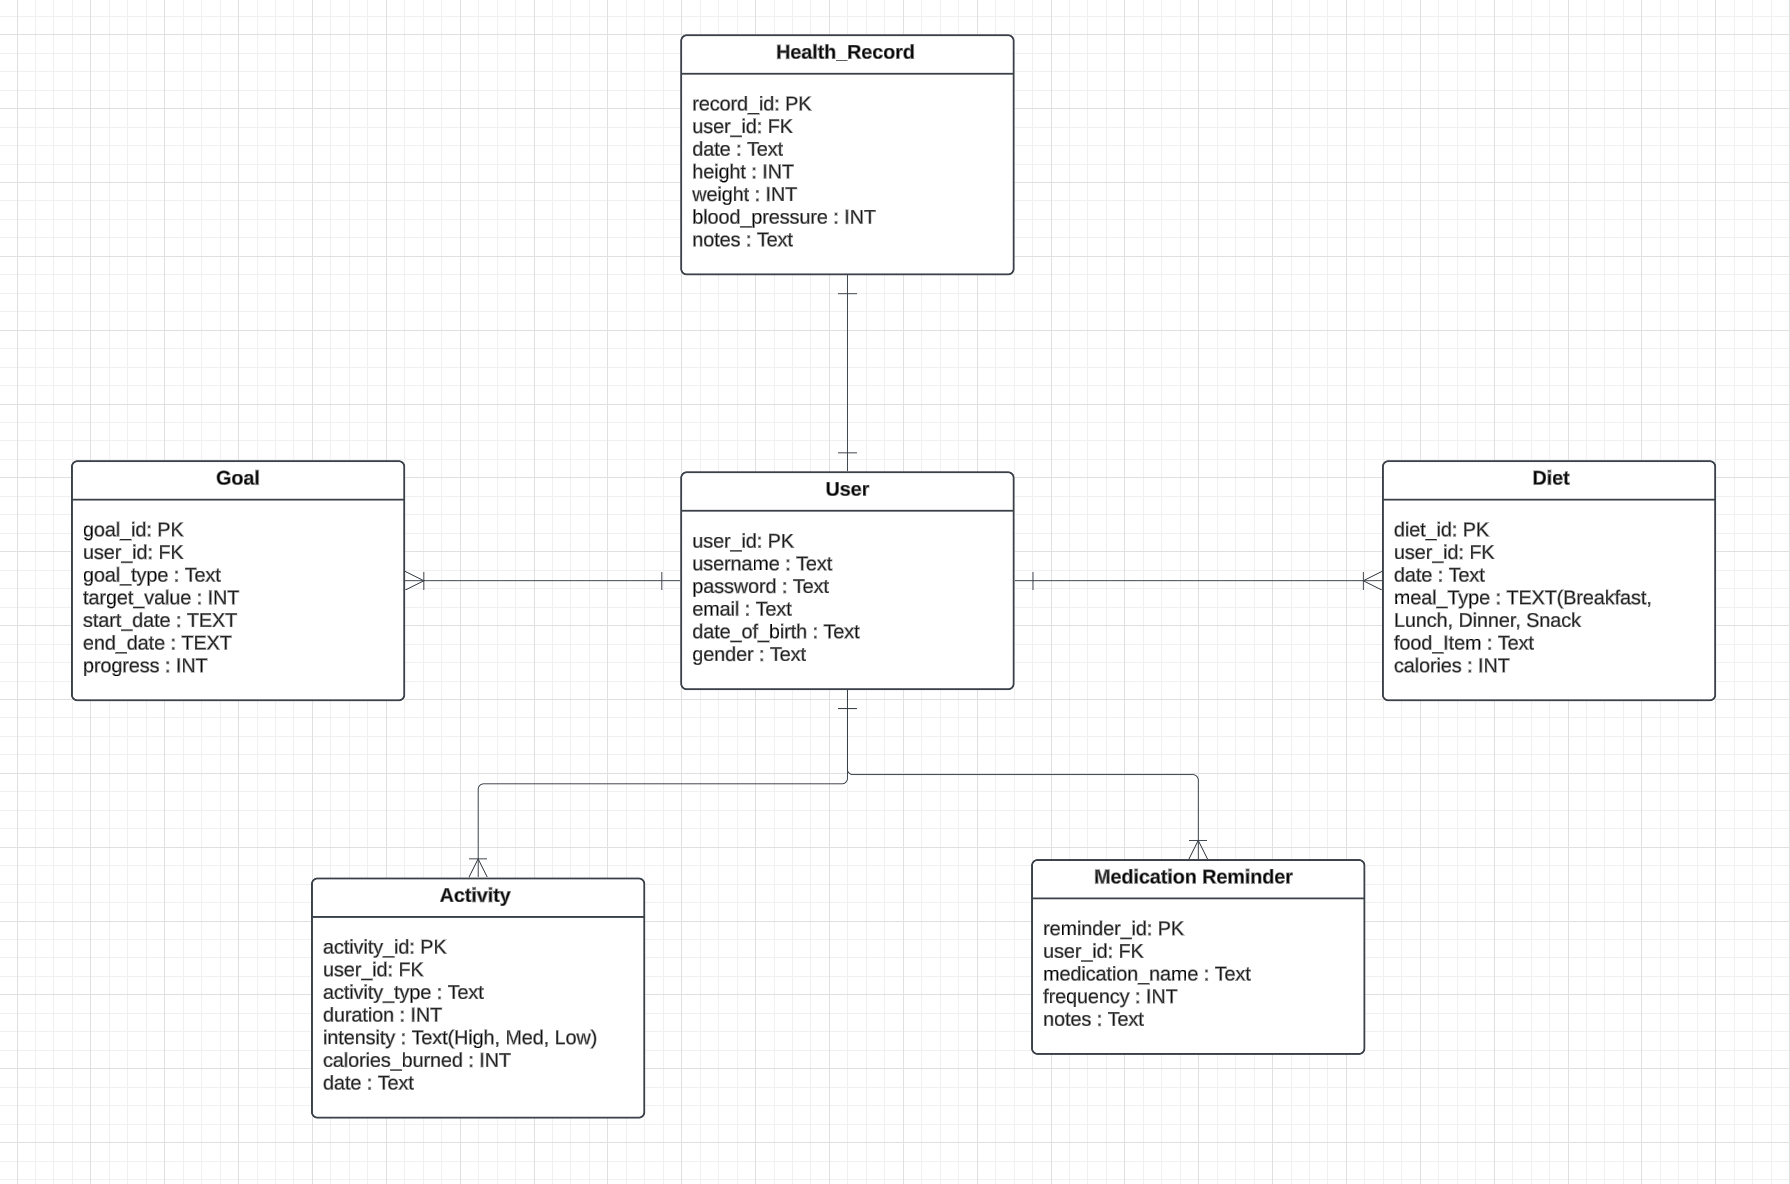 Health_Record
record_id: PK
user_id: FK
date : Text
height : INT
weight : INT
blood_pressure : INT
notes : Text
Goal
goal_id: PK
user_id: FK
goal_type : Text
target_value : INT
start_date : TEXT
end_date : TEXT
progress : INT
User
user_id: PK
username : Text
password : Text
email : Text
date_of_birth : Text
gender : Text
Diet
diet_id: PK
user_id: FK
date : Text
meal_Type : TEXT(Breakfast,
Lunch, Dinner, Snack
food_Item : Text
calories : INT
Activity
activity_id: PK
user_id: FK
activity_type : Text
duration : INT
intensity : Text(High, Med, Low)
calories_burned : INT
date : Text
Medication Reminder
reminder_id: PK
user_id: FK
medication_name : Text
frequency : INT
notes : Text